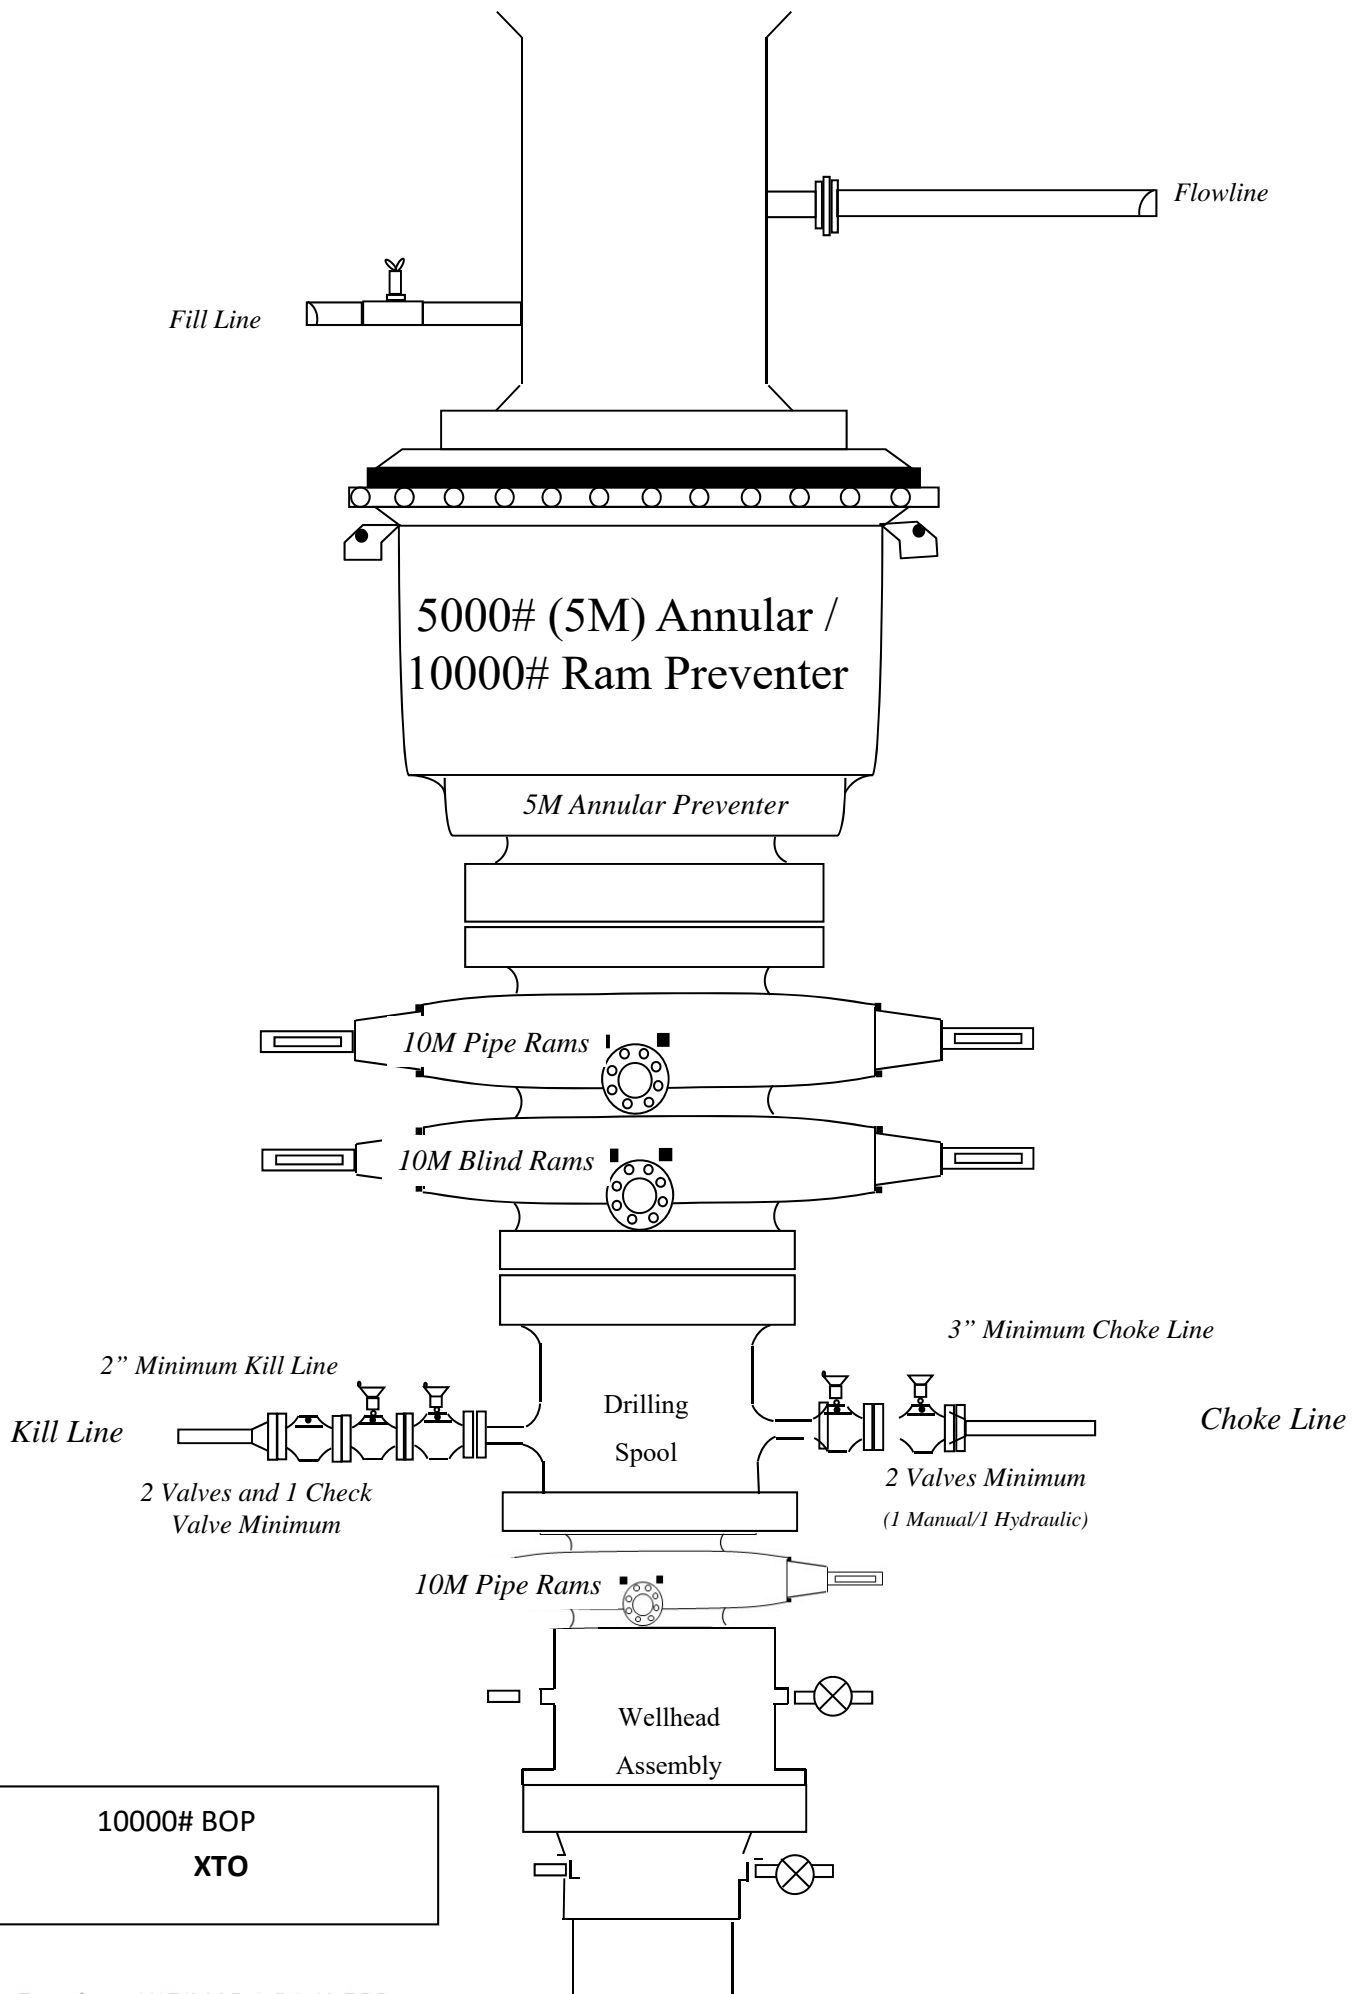 Flowline
Fill Line
5000# (5M) Annular /
10000# Ram Preventer
5M Annular Preventer
10M Pipe Rams
10M Blind Rams
3” Minimum Choke Line
2” Minimum Kill Line
Drilling
Spool
Kill Line
Choke Line
2 Valves and 1 Check
Valve Minimum
2 Valves Minimum
(1 Manual/1 Hydraulic)
10M Pipe Rams
Wellhead
Assembly
10000# BOP
XTO